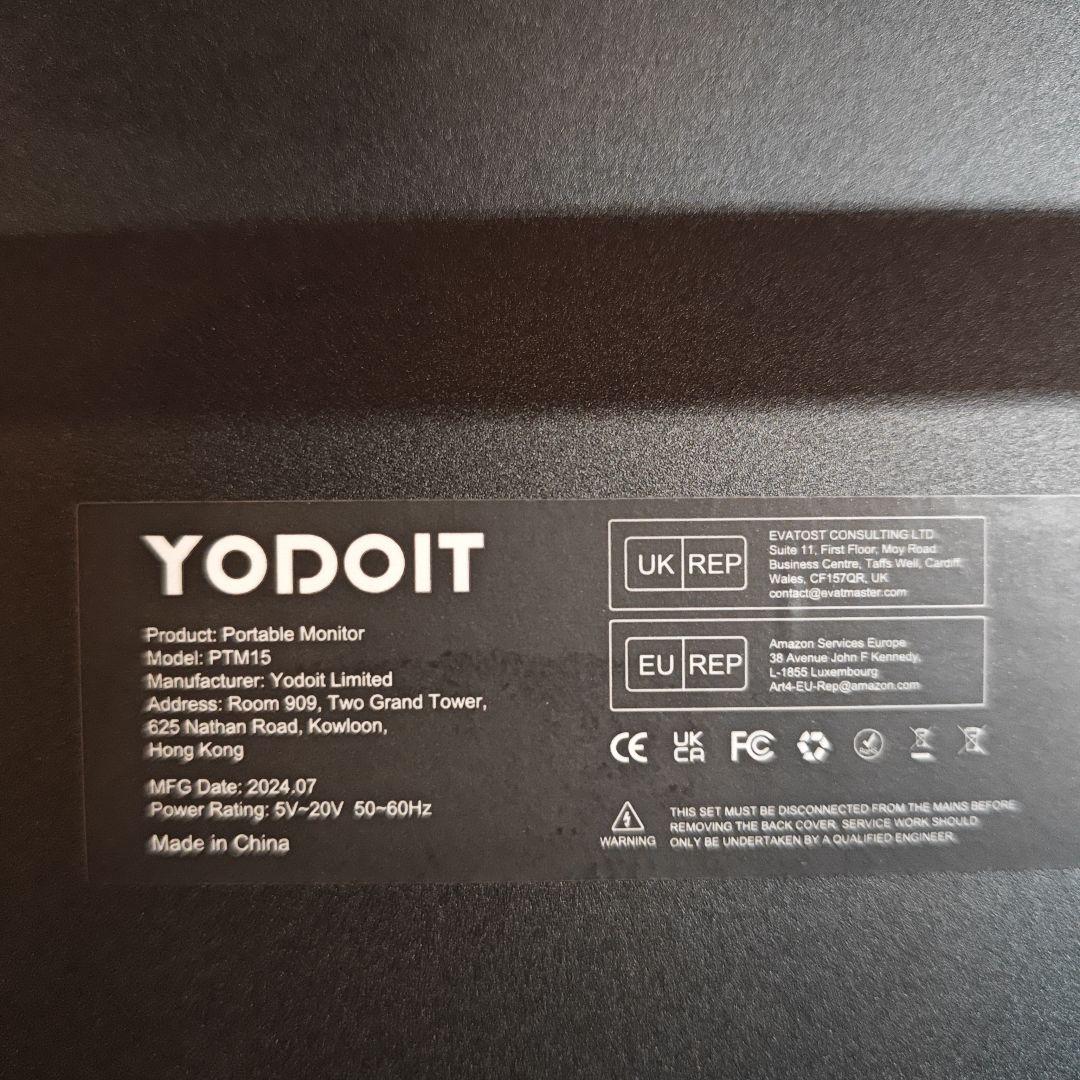 YODOIT
Product: Portable Monitor
Model: PTM15
Manufacturer: Yodoit Limited
Address: Room 909, Two Grand Tower,
625 Nathan Road, Kowloon,
Hong Kong
MFG Date: 2024.07
Power Rating: 5V~20V 50~60Hz
Made in China
UK REP
EVATOST CONSULTING LTD
Suite 11, First Floor, Moy Road
Business Centre, Taffs Well, Cardiff,
Wales, CF157QR, UK
contact@evatmaster.com
EU REP
Amazon Services Europe
38 Avenue John F Kennedy,
L-1855 Luxembourg
Art4-EU-Rep@amazon.com
CE UK CA FC RoHS
WARNING
THIS SET MUST BE DISCONNECTED FROM THE MAINS BEFORE
REMOVING THE BACK COVER. SERVICE WORK SHOULD
ONLY BE UNDERTAKEN BY A QUALIFIED ENGINEER.